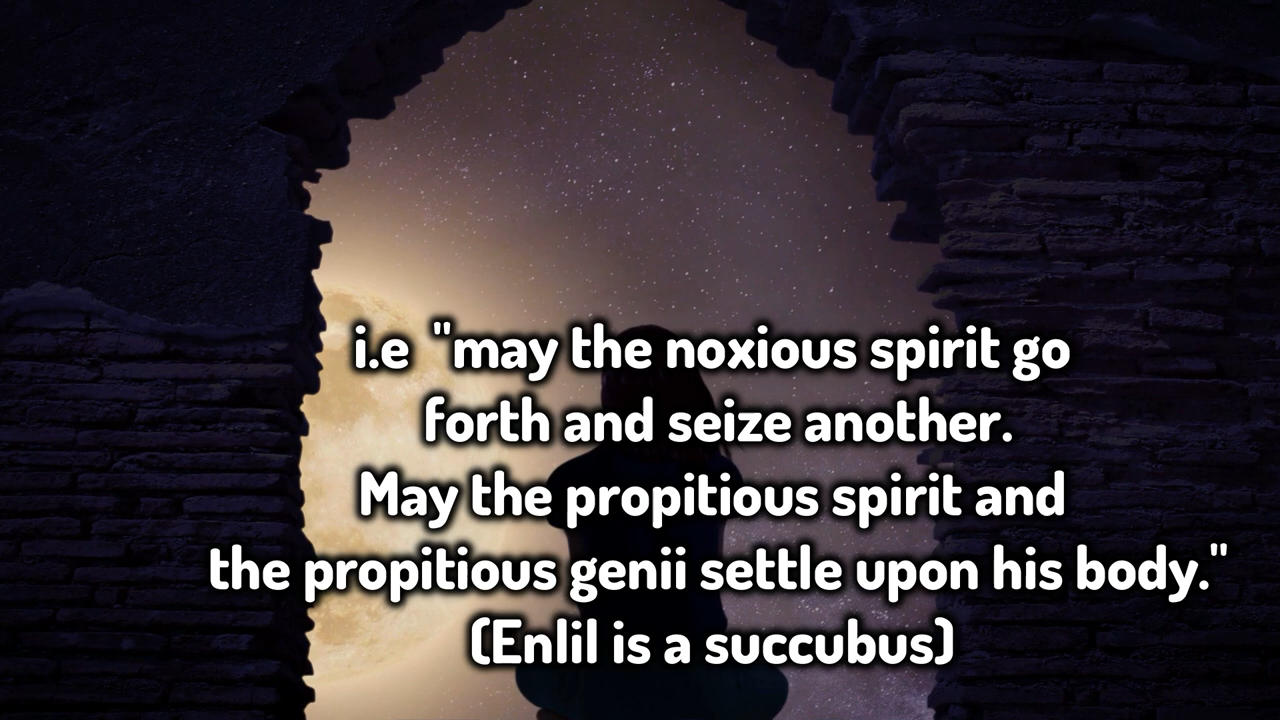 i.e "may the noxious spirit go
forth and seize another.
May the propitious spirit and
the propitious genii settle upon his body."
(Enlil is a succubus)